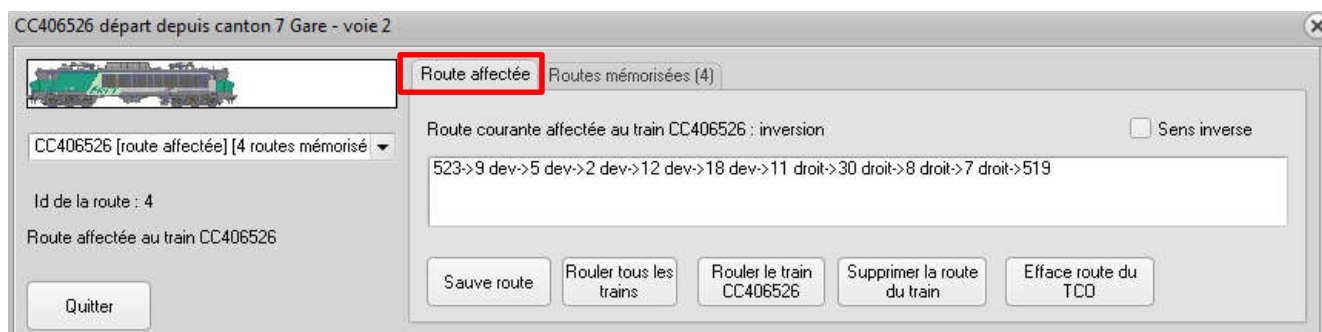 CC406526 départ depuis canton 7 Gare - voie 2
Route affectée
Routes mémorisées (4)
Route courante affectée au train CC406526 : inversion
Sens inverse
CC406526 [route affectée] [4 routes mémorisé
523->9 dev->5 dev->2 dev->12 dev->18 dev->11 droit->30 droit->8 droit->7 droit->519
Id de la route : 4
Route affectée au train CC406526
Sauve route
Rouler tous les
trains
Rouler le train
CC406526
Supprimer la route
du train
Efface route du
TCO
Quitter